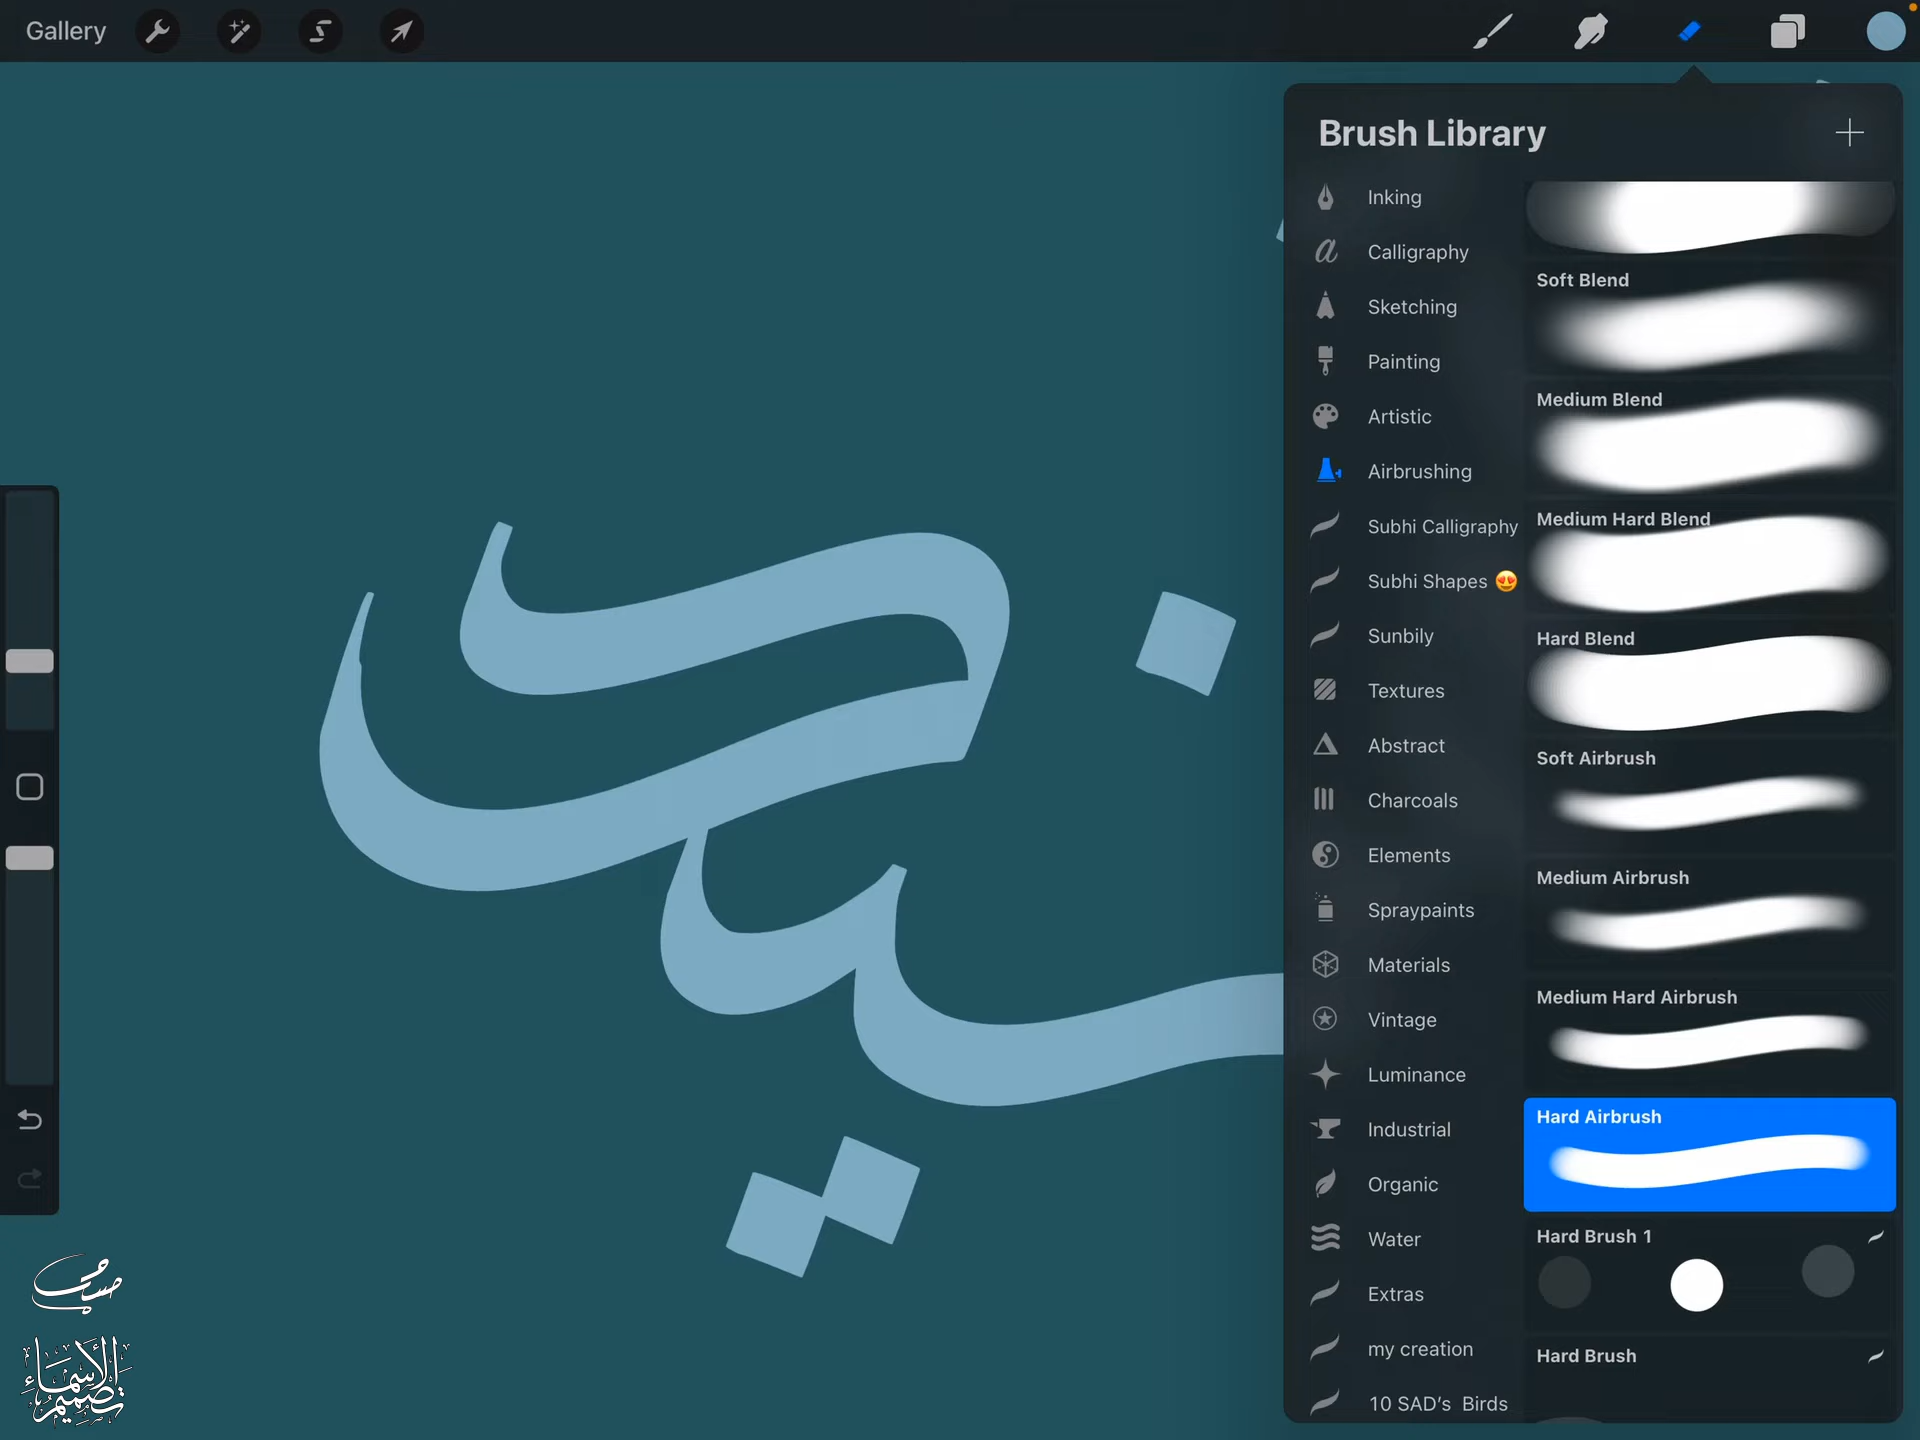 Gallery
Brush Library
Inking
Calligraphy
Sketching
Painting
Artistic
Airbrushing
Subhi Calligraphy
Subhi Shapes 😍
Sunbily
Textures
Abstract
Charcoals
Elements
Spraypaints
Materials
Vintage
Luminance
Industrial
Organic
Water
Extras
my creation
10 SAD's Birds
Soft Blend
Medium Blend
Medium Hard Blend
Hard Blend
Soft Airbrush
Medium Airbrush
Medium Hard Airbrush
Hard Airbrush
Hard Brush 1
Hard Brush
تصميم الأسماء